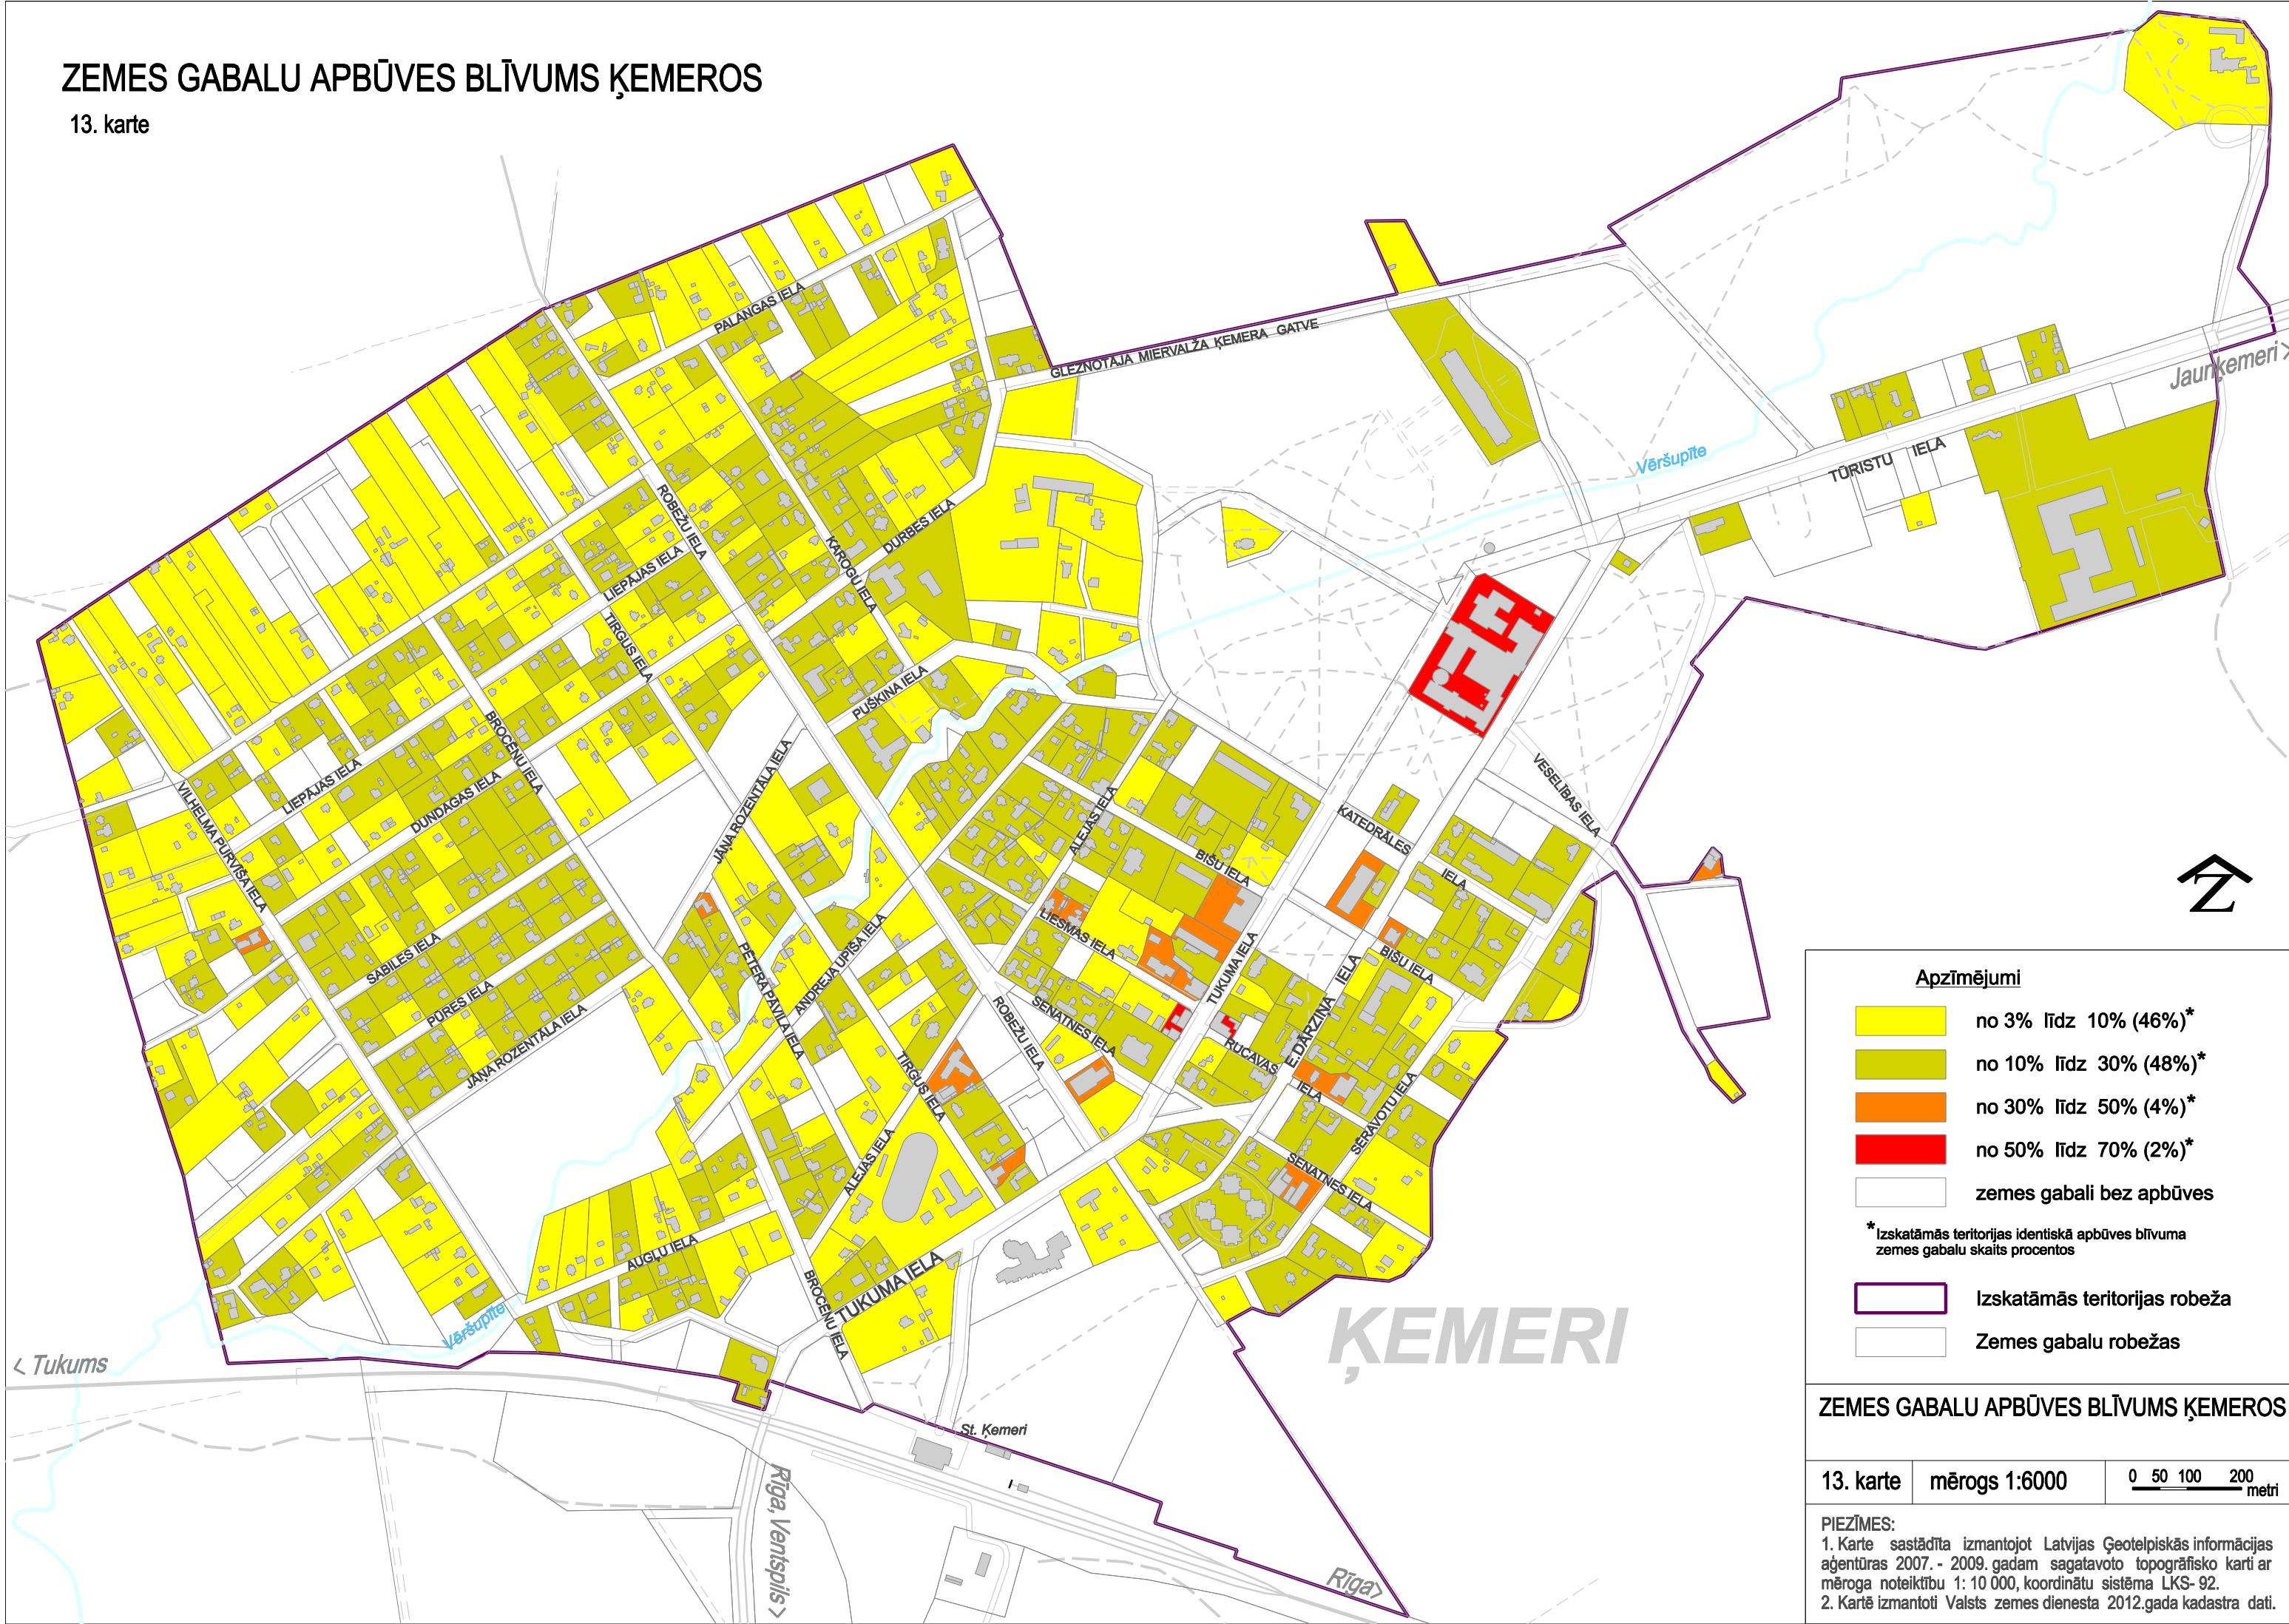 ZEMES GABALU APBŪVES BLĪVUMS ĶEMEROS
13. karte
PALANGAS IELA
GLEZNOTĀJA MIERVALŽA ĶEMERA GATVE
Jaunķemeri >
Vēršupīte
TŪRISTU IELA
ROBEŽU IELA
KAROGU IELA
DURBES IELA
LIEPĀJAS IELA
TIRGUS IELA
PUŠKINA IELA
BROCĒNU IELA
JĀŅA ROZENTĀLA IELA
VESELĪBAS IELA
LIEPĀJAS IELA
DUNDAGAS IELA
VILHELMA PURVĪŠA IELA
ALEJAS IELA
KATEDRĀLES
IELA
BIŠU IELA
LIESMAS IELA
SABILES IELA
PŪRES IELA
PĒTERA PĀVILA IELA
ANDREJA UPĪŠA IELA
TUKUMA IELA
BIŠU IELA
E.DĀRZIŅA IELA
JĀŅA ROZENTĀLA IELA
ROBEŽU IELA
SENATNES IELA
RUCAVAS
IELA
TIRGUS IELA
SĒRAVOTU IELA
ALEJAS IELA
SENATNES IELA
AUGĻU IELA
BROCĒNU IELA
TUKUMA IELA
Vēršupīte
ĶEMERI
< Tukums
St. Ķemeri
Rīga, Ventspils >
Rīga>
Z
Apzīmējumi
no 3% līdz 10% (46%)*
no 10% līdz 30% (48%)*
no 30% līdz 50% (4%)*
no 50% līdz 70% (2%)*
zemes gabali bez apbūves
*Izskatāmās teritorijas identiskā apbūves blīvuma
zemes gabalu skaits procentos
Izskatāmās teritorijas robeža
Zemes gabalu robežas
ZEMES GABALU APBŪVES BLĪVUMS ĶEMEROS
13. karte
mērogs 1:6000
0 50 100 200
metri
PIEZĪMES:
1. Karte sastādīta izmantojot Latvijas Ģeotelpiskās informācijas
aģentūras 2007. - 2009. gadam sagatavoto topogrāfisko karti ar
mēroga noteiktību 1: 10 000, koordinātu sistēma LKS- 92.
2. Kartē izmantoti Valsts zemes dienesta 2012.gada kadastra dati.